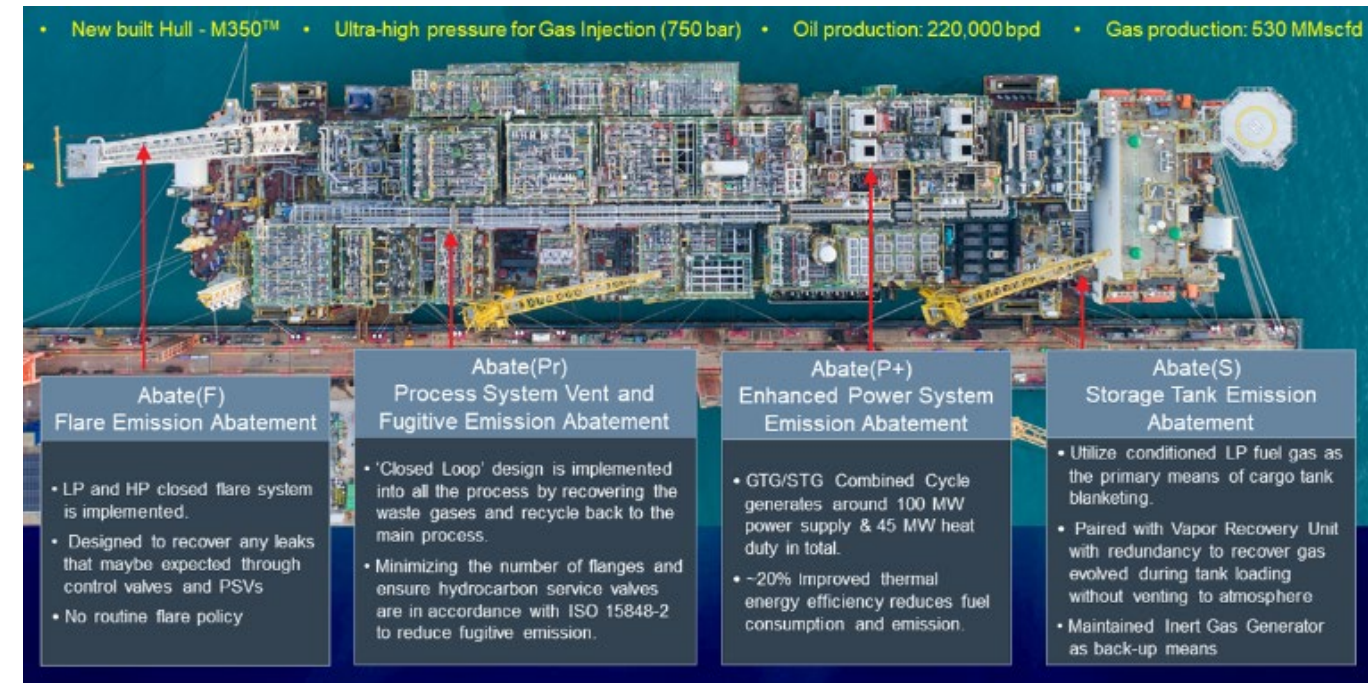 • New built Hull - M350™ • Ultra-high pressure for Gas Injection (750 bar) • Oil production: 220,000 bpd • Gas production: 530 MMscfd
Abate(F)
Flare Emission Abatement
• LP and HP closed flare system
is implemented.
• Designed to recover any leaks
that maybe expected through
control valves and PSVs
• No routine flare policy
Abate(Pr)
Process System Vent and
Fugitive Emission Abatement
• ‘Closed Loop’ design is implemented
into all the process by recovering the
waste gases and recycle back to the
main process.
• Minimizing the number of flanges and
ensure hydrocarbon service valves
are in accordance with ISO 15848-2
to reduce fugitive emission.
Abate(P+)
Enhanced Power System
Emission Abatement
• GTG/STG Combined Cycle
generates around 100 MW
power supply & 45 MW heat
duty in total.
• ~20% Improved thermal
energy efficiency reduces fuel
consumption and emission.
Abate(S)
Storage Tank Emission
Abatement
• Utilize conditioned LP fuel gas as
the primary means of cargo tank
blanketing.
• Paired with Vapor Recovery Unit
with redundancy to recover gas
evolved during tank loading
without venting to atmosphere
• Maintained Inert Gas Generator
as back-up means